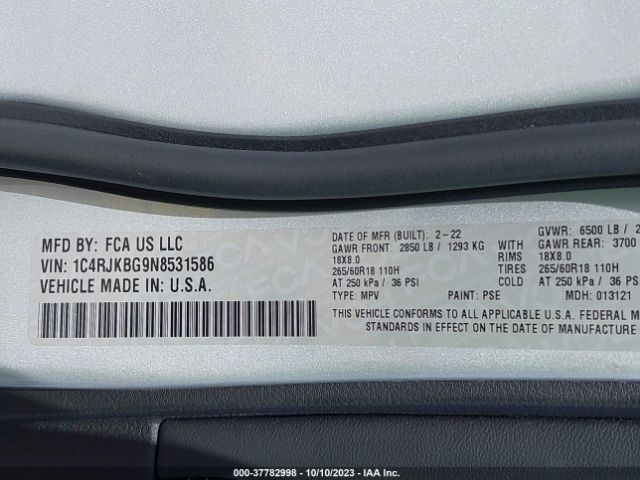 MFD BY: FCA US LLC
VIN: 1C4RJKBG9N8531586
VEHICLE MADE IN: U.S.A.
DATE OF MFR (BUILT): 2-22 GVWR: 6500 LB / 2
GAWR FRONT: 2850 LB / 1293 KG WITH GAWR REAR: 3700
18X8.0 RIMS 18X8.0
265/60R18 110H TIRES 265/60R18 110H
AT 250 kPa / 36 PSI COLD AT 250 kPa / 36 PSI
TYPE: MPV PAINT: PSE MDH: 013121
THIS VEHICLE CONFORMS TO ALL APPLICABLE U.S.A. FEDERAL M
STANDARDS IN EFFECT ON THE DATE OF MANUFACTURE
000-37782998 - 10/10/2023 - IAA Inc.